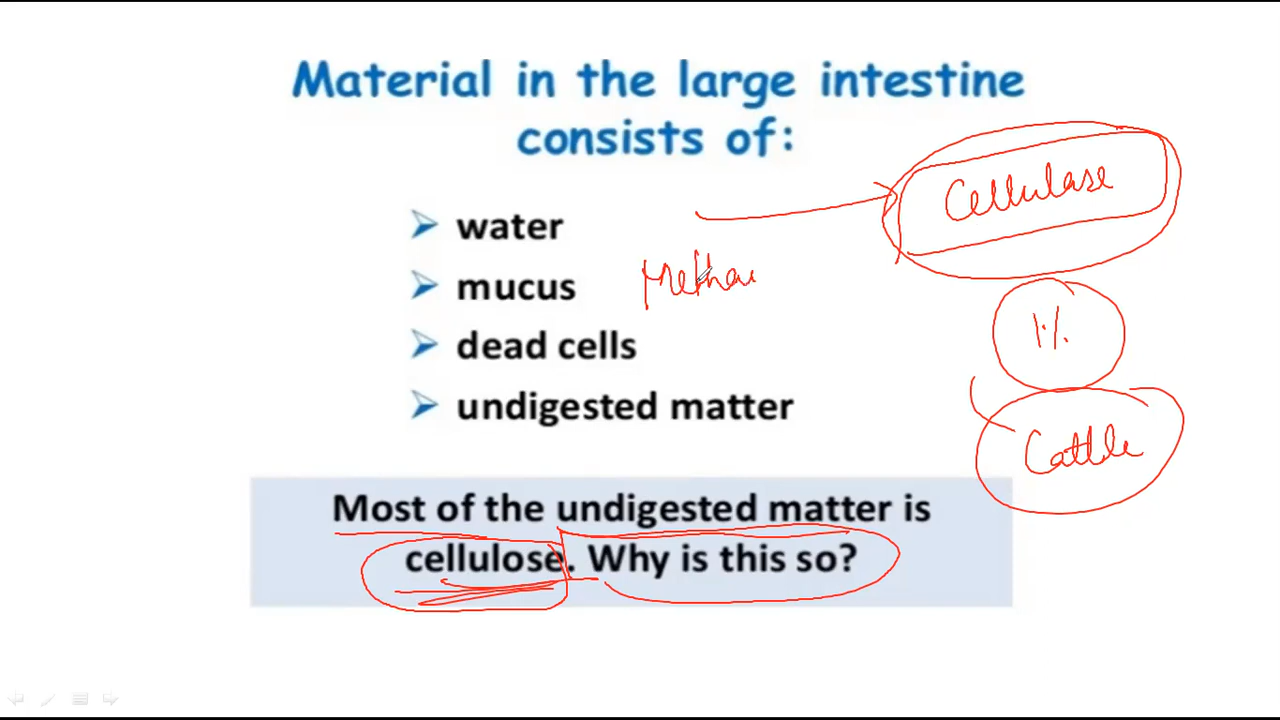 Material in the large intestine
consists of:
Cellulase
water
mucus
1%
dead cells
undigested matter
Cattle
Most of the undigested matter is
cellulose. Why is this so?